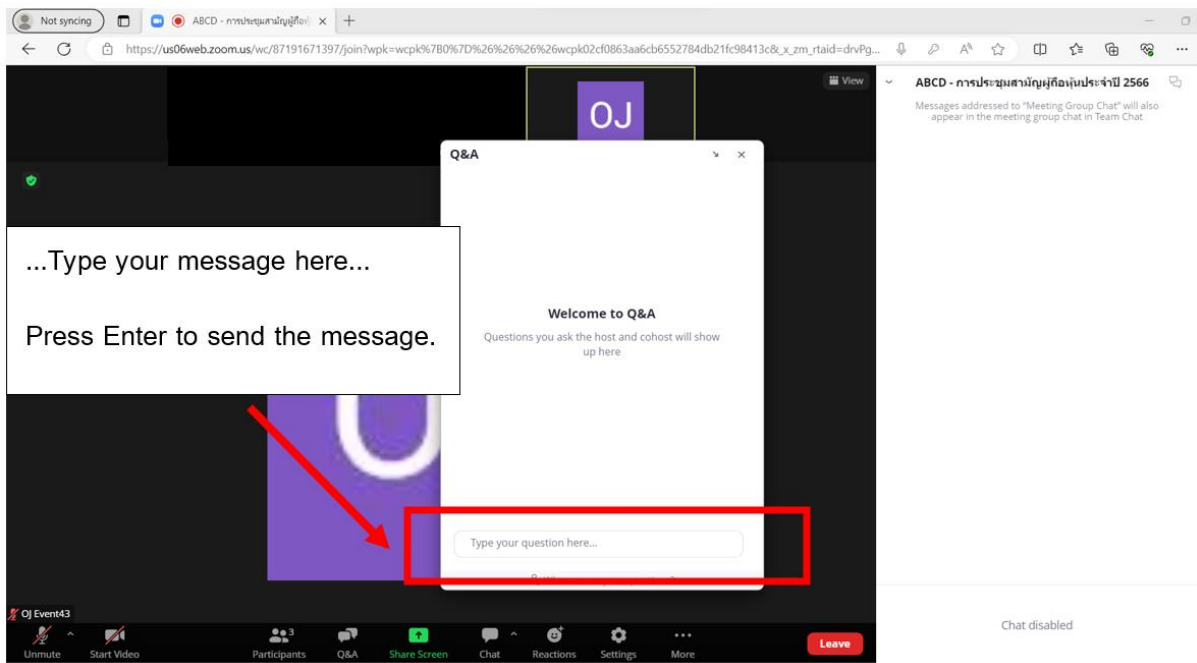 Not syncing
ABCD - การประชุมสามัญผู้ถือหุ้
https://us06web.zoom.us/wc/87191671397/join?wpk=wcpk%7B0%7D%26%26%26%26wcpk02cf0863aa6cb6552784db21fc98413c&t_x_zm_rtaid=drvPg...
View
ABCD - การประชุมสามัญผู้ถือหุ้นประจำปี 2566
Messages addressed to "Meeting Group Chat" will also
appear in the meeting group chat in Team Chat
OJ
Q&A
...Type your message here...
Press Enter to send the message.
Welcome to Q&A
Questions you ask the host and cohost will show
up here
Type your question here...
OJ Event43
Unmute
Start Video
3
Participants
Q&A
Share Screen
Chat
Reactions
Settings
More
Leave
Chat disabled